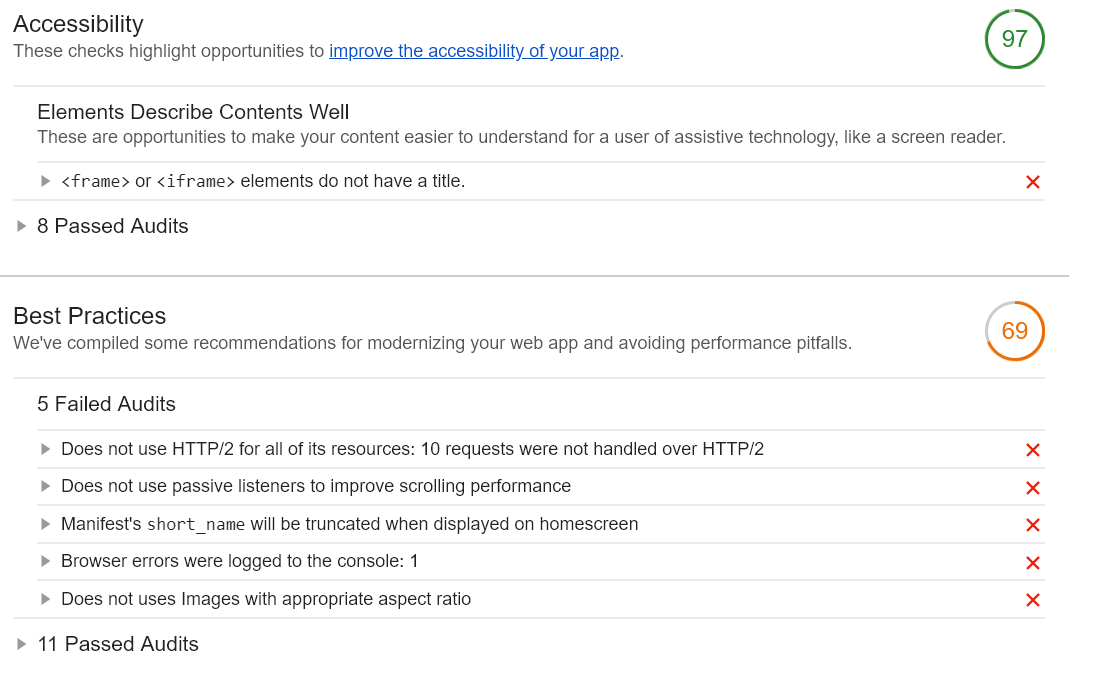 Accessibility
97
These checks highlight opportunities to improve the accessibility of your app.
Elements Describe Contents Well
These are opportunities to make your content easier to understand for a user of assistive technology, like a screen reader.
<frame> or <iframe> elements do not have a title.
8 Passed Audits
Best Practices
69
We've compiled some recommendations for modernizing your web app and avoiding performance pitfalls.
5 Failed Audits
Does not use HTTP/2 for all of its resources: 10 requests were not handled over HTTP/2
Does not use passive listeners to improve scrolling performance
Manifest's short_name will be truncated when displayed on homescreen
Browser errors were logged to the console: 1
Does not uses Images with appropriate aspect ratio
11 Passed Audits